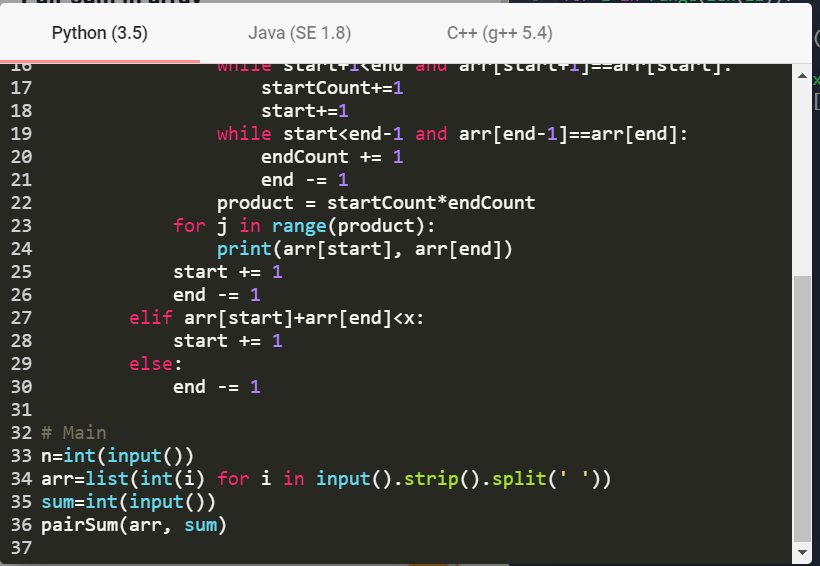 Pair sum in array
Python (3.5) Java (SE 1.8) C++ (g++ 5.4)
16 while start+1<end and arr[start+1]==arr[start]:
17 startCount+=1
18 start+=1
19 while start<end-1 and arr[end-1]==arr[end]:
20 endCount += 1
21 end -= 1
22 product = startCount*endCount
23 for j in range(product):
24 print(arr[start], arr[end])
25 start += 1
26 end -= 1
27 elif arr[start]+arr[end]<x:
28 start += 1
29 else:
30 end -= 1
31
32 # Main
33 n=int(input())
34 arr=list(int(i) for i in input().strip().split(' '))
35 sum=int(input())
36 pairSum(arr, sum)
37